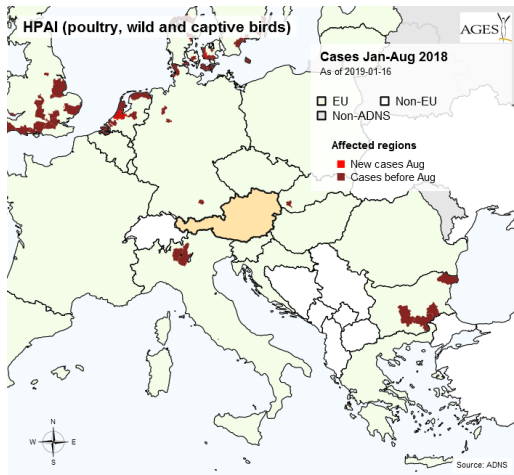 HPAI (poultry, wild and captive birds)
AGES
Cases Jan-Aug 2018
As of 2019-01-16
EU Non-EU
Non-ADNS
Affected regions
New cases Aug
Cases before Aug
N
W E
S
Source: ADNS